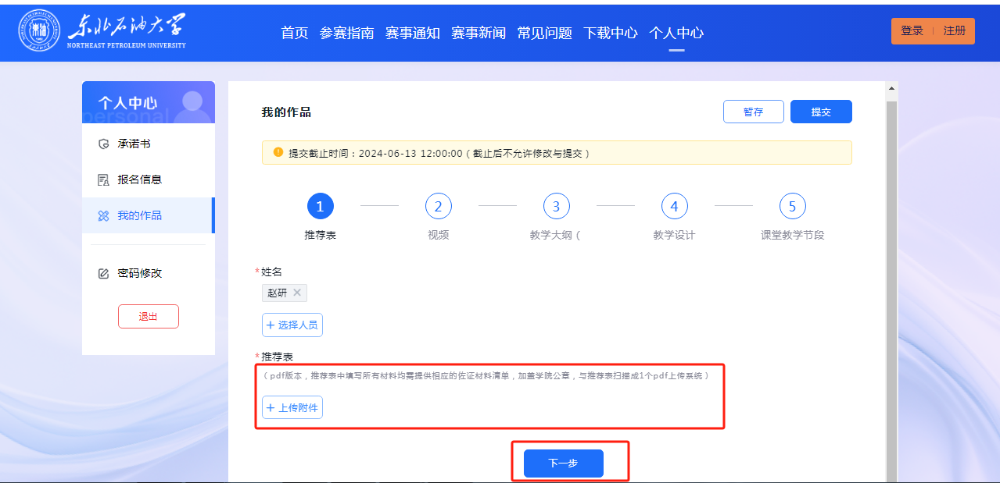 东北石油大学
NORTHEAST PETROLEUM UNIVERSITY
首页 参赛指南 赛事通知 赛事新闻 常见问题 下载中心 个人中心
登录 | 注册
个人中心
personal
承诺书
报名信息
我的作品
密码修改
退出
我的作品
暂存 提交
提交截止时间：2024-06-13 12:00:00（截止后不允许修改与提交）
1 2 3 4 5
推荐表 视频 教学大纲（ 教学设计 课堂教学节段
*姓名
赵研 ×
+ 选择人员
*推荐表
（pdf版本，推荐表中填写所有材料均需提供相应的佐证材料清单，加盖学院公章，与推荐表扫描成1个pdf上传系统）
+ 上传附件
下一步